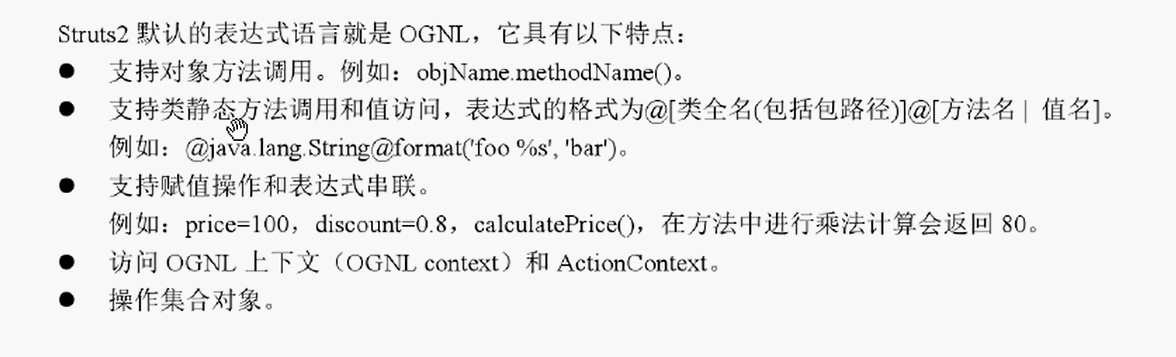 Struts2 默认的表达式语言就是 OGNL，它具有以下特点：
● 支持对象方法调用。例如：objName.methodName()。
● 支持类静态方法调用和值访问，表达式的格式为@[类全名(包括包路径)]@[方法名 | 值名]。
例如：@java.lang.String@format('foo %s', 'bar')。
● 支持赋值操作和表达式串联。
例如：price=100，discount=0.8，calculatePrice()，在方法中进行乘法计算会返回 80。
● 访问 OGNL 上下文（OGNL context）和 ActionContext。
● 操作集合对象。